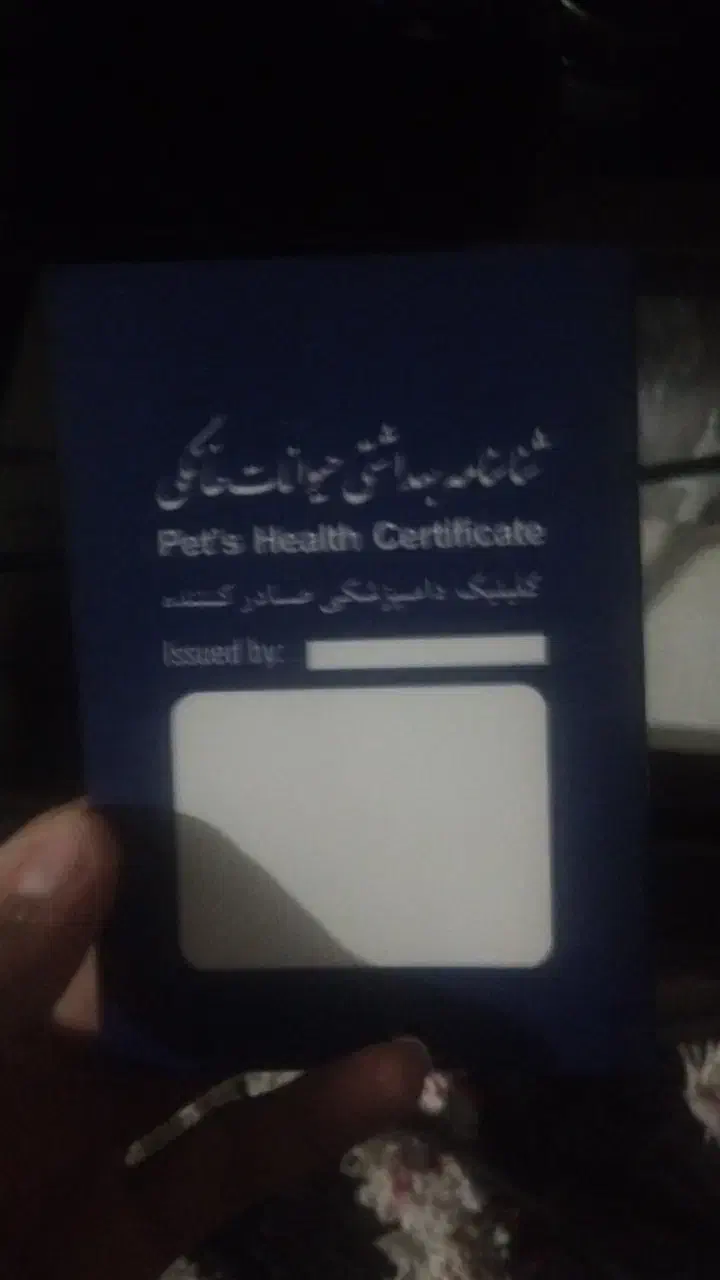 شناسنامه بهداشتی حیوانات خانگی
Pet's Health Certificate
کلینیک دامپزشکی صادر کننده
Issued by: